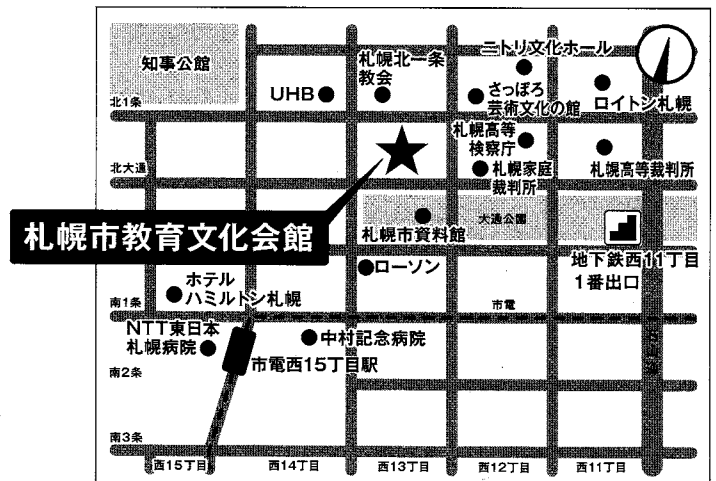 知事公館
札幌北一条
教会
ニトリ文化ホール
UHB
さっぽろ
芸術文化の館
ロイトン札幌
北1条
札幌高等
検察庁
北大通
札幌家庭
裁判所
札幌高等裁判所
札幌市教育文化会館
札幌市資料館
大通公園
地下鉄西11丁目
1番出口
ローソン
ホテル
ハミルトン札幌
南1条
市電
NTT東日本
札幌病院
中村記念病院
市電西15丁目駅
南2条
南3条
西15丁目
西14丁目
西13丁目
西12丁目
西11丁目